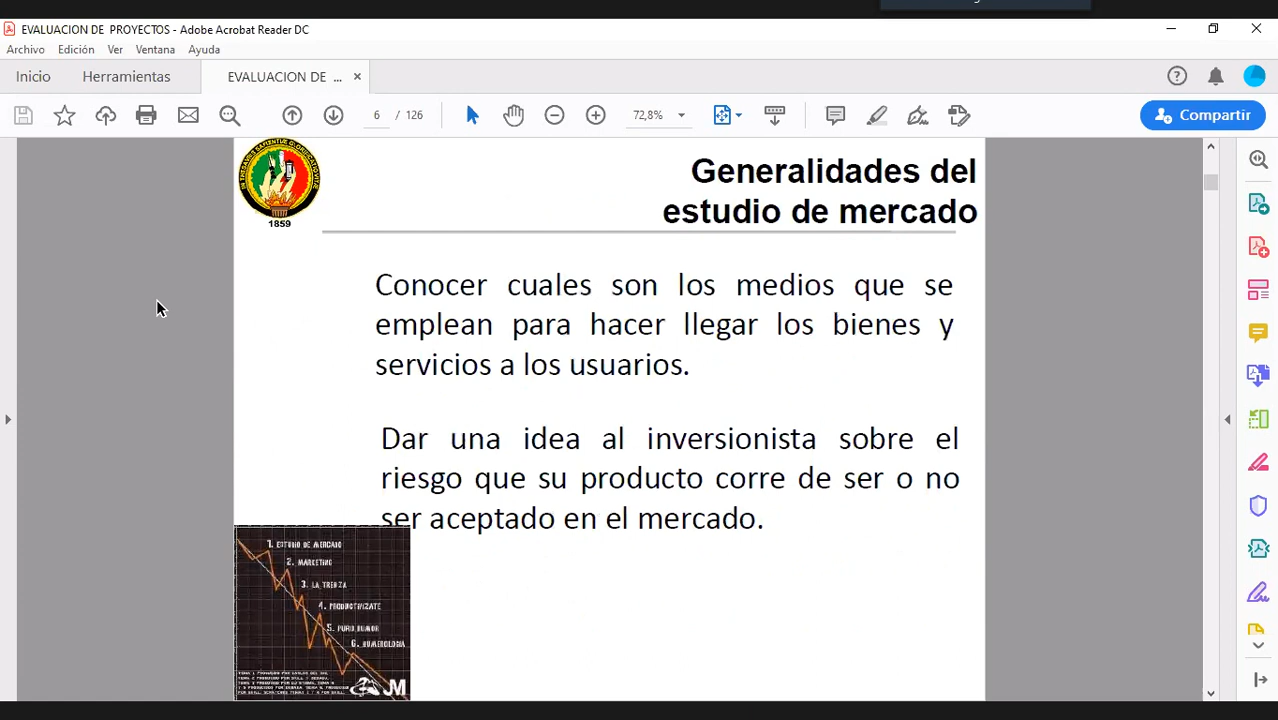 EVALUACION DE PROYECTOS - Adobe Acrobat Reader DC
Archivo Edición Ver Ventana Ayuda
Inicio Herramientas EVALUACION DE ...
6 / 126 72,8% Compartir
1859
Generalidades del
estudio de mercado
Conocer cuales son los medios que se
emplean para hacer llegar los bienes y
servicios a los usuarios.
Dar una idea al inversionista sobre el
riesgo que su producto corre de ser o no
ser aceptado en el mercado.
1. ESTUDIO DE MERCADO
2. MARKETING
3. LA TRENZA
4. PRODUCTIVIZATE
5. PURO HUMOR
6. NUMEROLOGIA
JM